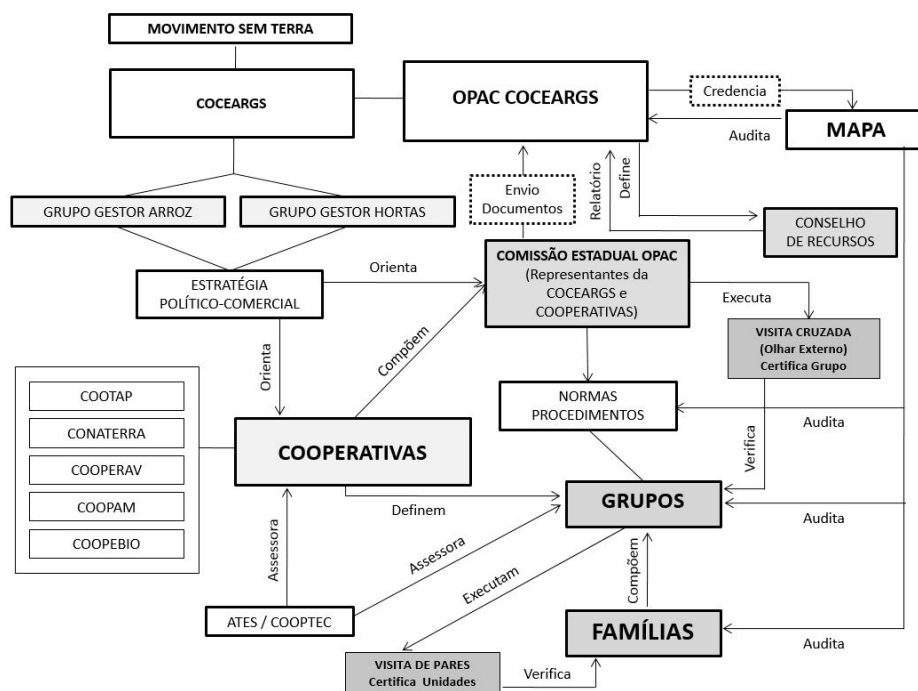 MOVIMENTO SEM TERRA
COCEARGS
OPAC COCEARGS
Credencia
MAPA
Audita
Envio
Documentos
Relatório
Define
GRUPO GESTOR ARROZ
GRUPO GESTOR HORTAS
CONSELHO
DE RECURSOS
ESTRATÉGIA
POLÍTICO-COMERCIAL
Orienta
COMISSÃO ESTADUAL OPAC
(Representantes da
COCEARGS e
COOPERATIVAS)
Executa
VISITA CRUZADA
(Olhar Externo)
Certifica Grupo
Orienta
Compõem
NORMAS
PROCEDIMENTOS
Audita
Verifica
COOTAP
CONATERRA
COOPERAV
COOPAM
COOPEBIO
COOPERATIVAS
Definem
GRUPOS
Audita
Assessora
Assessora
Executam
Compõem
ATES / COOPTEC
FAMÍLIAS
Audita
VISITA DE PARES
Certifica Unidades
Verifica